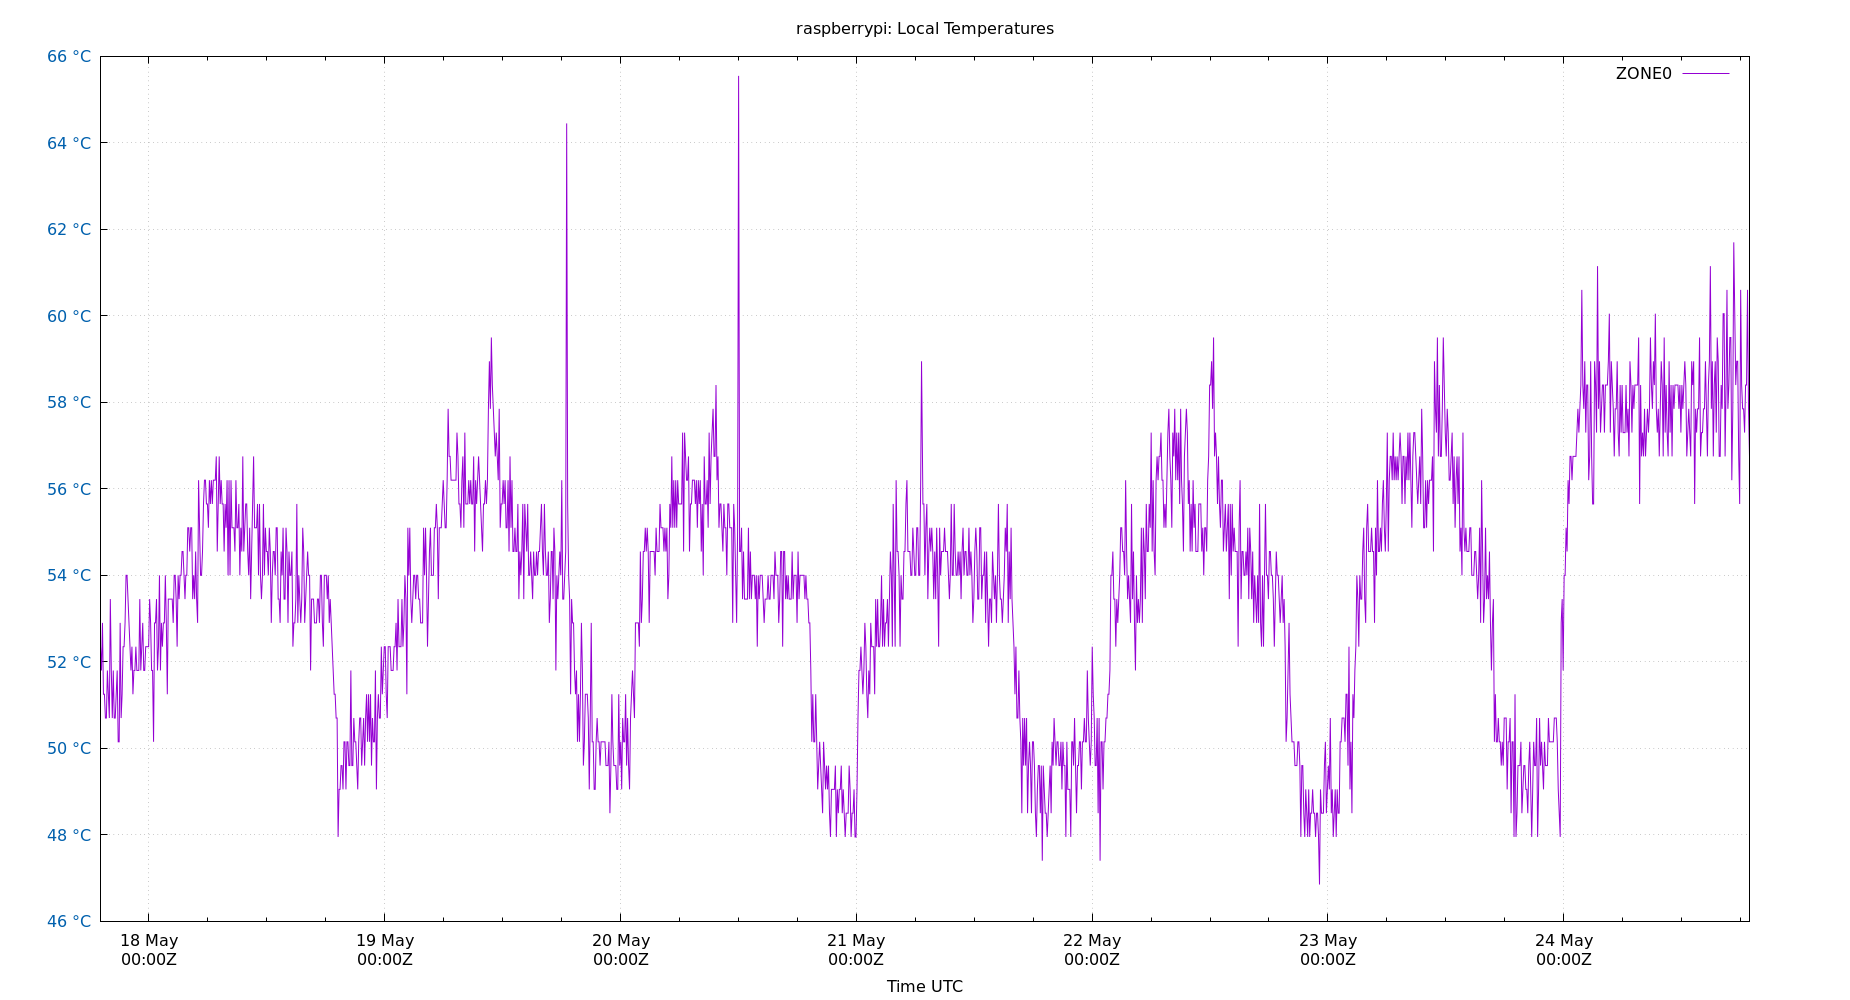 raspberrypi: Local Temperatures
ZONE0
66 °C
64 °C
62 °C
60 °C
58 °C
56 °C
54 °C
52 °C
50 °C
48 °C
46 °C
18 May
00:00Z
19 May
00:00Z
20 May
00:00Z
21 May
00:00Z
22 May
00:00Z
23 May
00:00Z
24 May
00:00Z
Time UTC